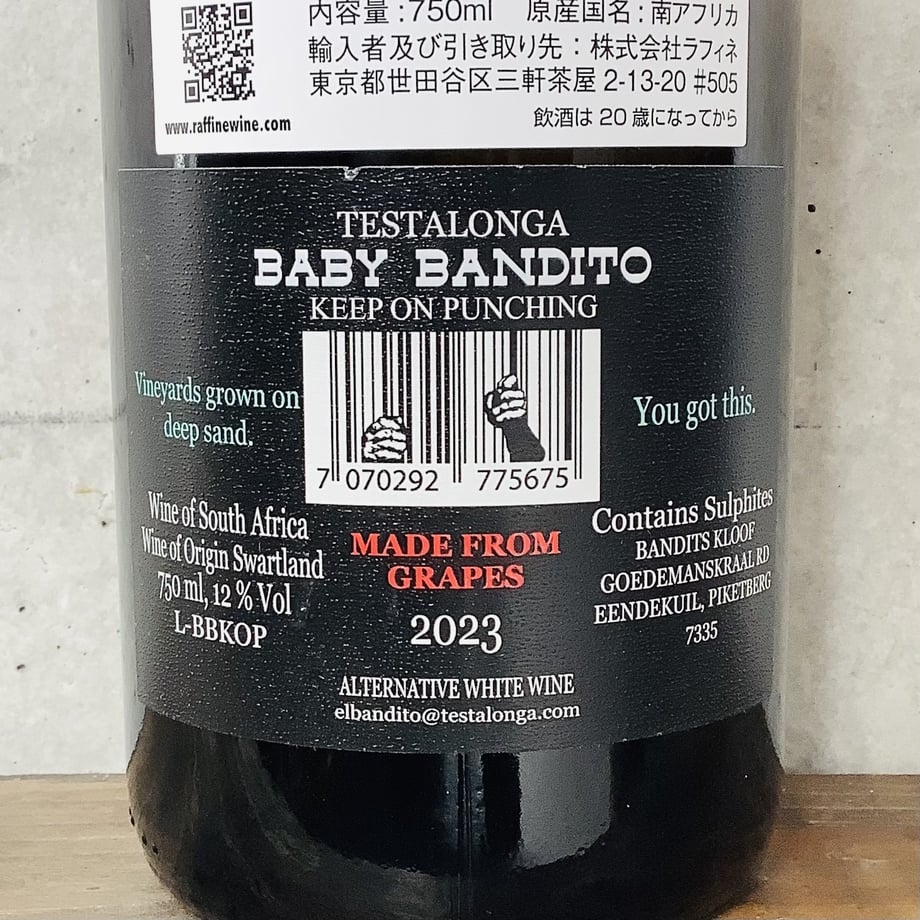 内容量：750ml 原産国名：南アフリカ
輸入者及び引き取り先：株式会社ラフィネ
東京都世田谷区三軒茶屋 2-13-20 #505
www.raffinewine.com
飲酒は 20 歳になってから
TESTALONGA
BABY BANDITO
KEEP ON PUNCHING
Vineyards grown on
deep sand.
You got this.
7 070292 775675
Wine of South Africa
Wine of Origin Swartland
750 ml, 12 % Vol
L-BBKOP
MADE FROM
GRAPES
2023
Contains Sulphites
BANDITS KLOOF
GOEDEMANSKRAAL RD
EENDEKUIL, PIKETBERG
7335
ALTERNATIVE WHITE WINE
elbandito@testalonga.com